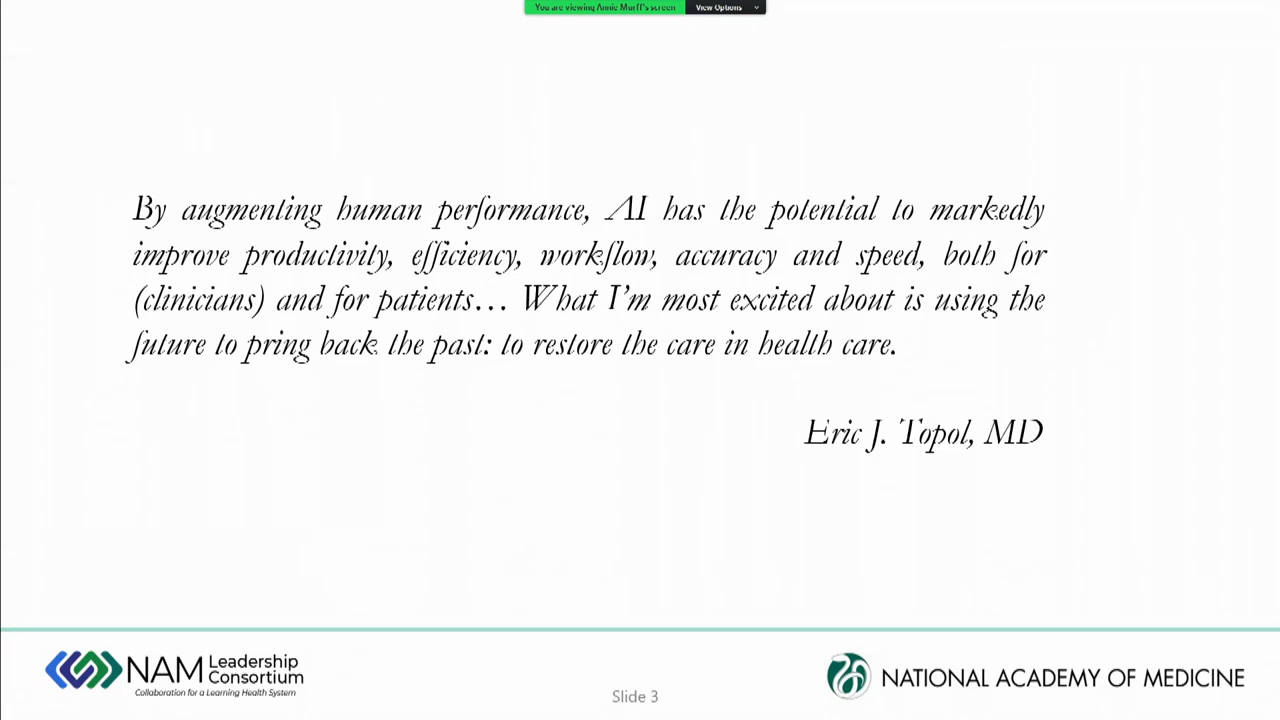 You are viewing Annie Murff's screen View Options
By augmenting human performance, AI has the potential to markedly
improve productivity, efficiency, workflow, accuracy and speed, both for
(clinicians) and for patients… What I'm most excited about is using the
future to pring back the past: to restore the care in health care.
Eric J. Topol, MD
NAM Leadership
Consortium
Collaboration for a Learning Health System
Slide 3
NATIONAL ACADEMY OF MEDICINE